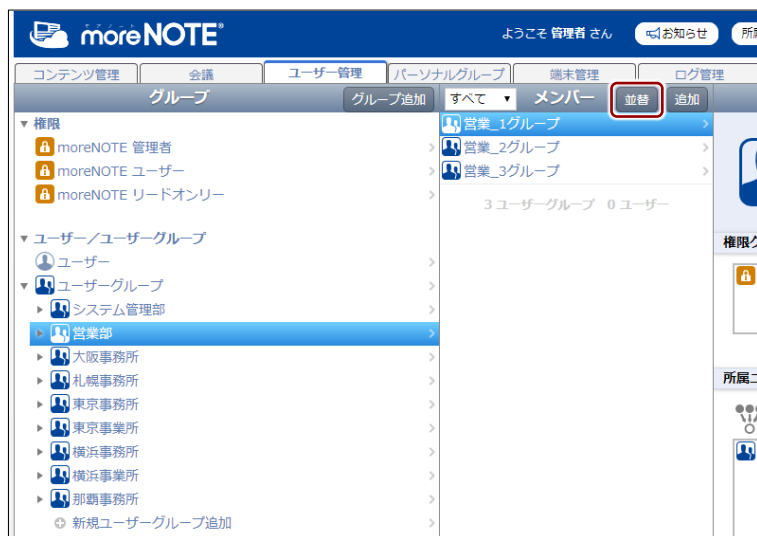 モアノート
moreNOTE®
ようこそ 管理者 さん
お知らせ
所
コンテンツ管理 会議 ユーザー管理 パーソナルグループ 端末管理 ログ管理
グループ グループ追加 すべて ▼ メンバー 並替 追加
▼ 権限
moreNOTE 管理者
moreNOTE ユーザー
moreNOTE リードオンリー
▼ ユーザー／ユーザーグループ
ユーザー
▼ ユーザーグループ
システム管理部
営業部
大阪事務所
札幌事務所
東京事務所
東京事業所
横浜事務所
横浜事業所
那覇事務所
新規ユーザーグループ追加
営業_1グループ
営業_2グループ
営業_3グループ
3 ユーザーグループ 0 ユーザー
権限グ
所属ユ